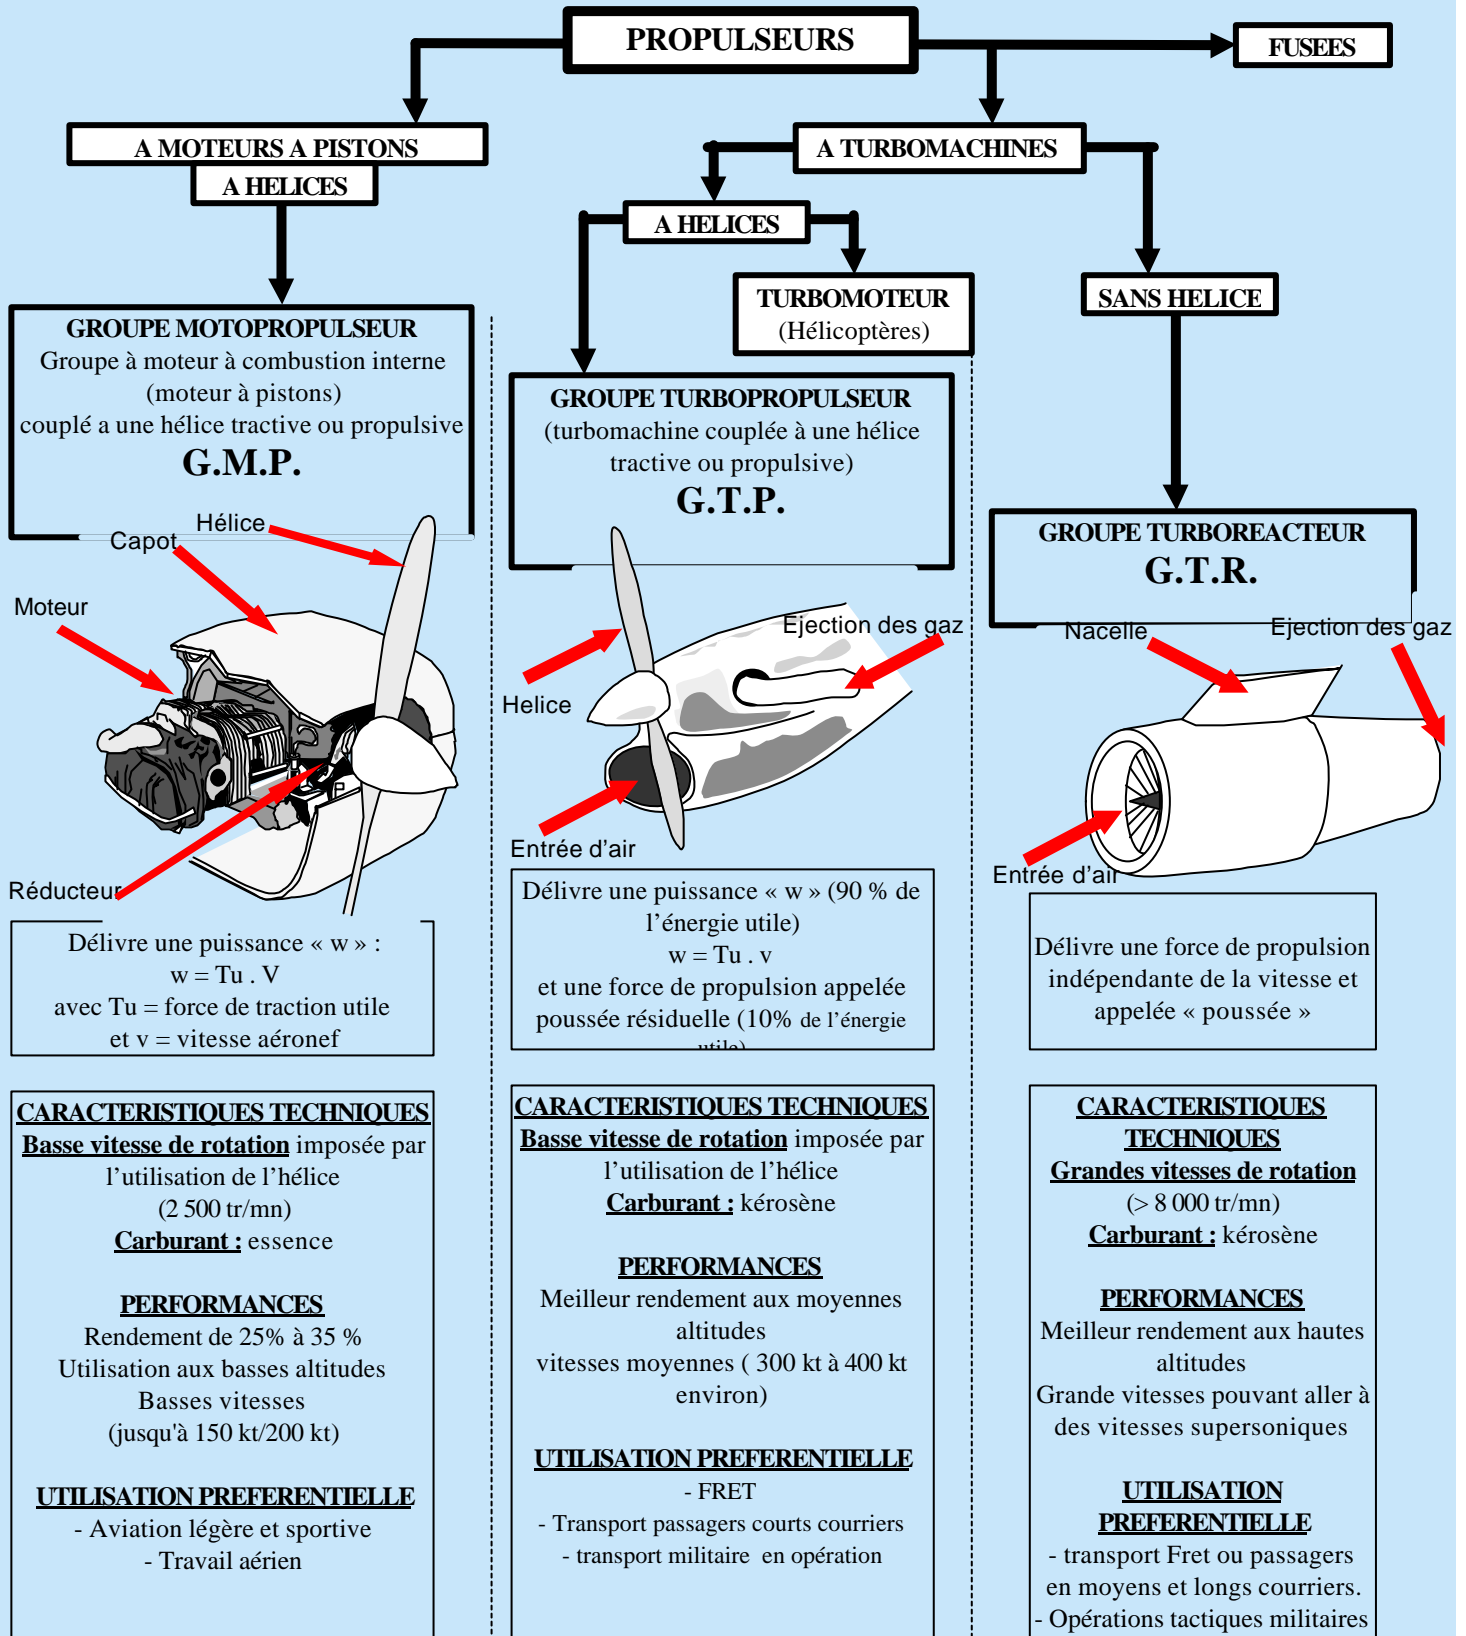 PROPULSEURS
FUSEES
A MOTEURS A PISTONS
A HELICES
A TURBOMACHINES
A HELICES
TURBOMOTEUR
(Hélicoptères)
SANS HELICE
GROUPE MOTOPROPULSEUR
Groupe à moteur à combustion interne
(moteur à pistons)
couplé a une hélice tractive ou propulsive
G.M.P.
Hélice
Capot
Moteur
Réducteur
Délivre une puissance « w » :
w = Tu . V
avec Tu = force de traction utile
et v = vitesse aéronef
CARACTERISTIQUES TECHNIQUES
Basse vitesse de rotation imposée par
l’utilisation de l’hélice
(2 500 tr/mn)
Carburant : essence
PERFORMANCES
Rendement de 25% à 35 %
Utilisation aux basses altitudes
Basses vitesses
(jusqu'à 150 kt/200 kt)
UTILISATION PREFERENTIELLE
- Aviation légère et sportive
- Travail aérien
GROUPE TURBOPROPULSEUR
(turbomachine couplée à une hélice
tractive ou propulsive)
G.T.P.
Ejection des gaz
Helice
Entrée d’air
Délivre une puissance « w » (90 % de
l’énergie utile)
w = Tu . v
et une force de propulsion appelée
poussée résiduelle (10% de l’énergie
utile)
CARACTERISTIQUES TECHNIQUES
Basse vitesse de rotation imposée par
l’utilisation de l’hélice
Carburant : kérosène
PERFORMANCES
Meilleur rendement aux moyennes
altitudes
vitesses moyennes ( 300 kt à 400 kt
environ)
UTILISATION PREFERENTIELLE
- FRET
- Transport passagers courts courriers
- transport militaire en opération
GROUPE TURBOREACTEUR
G.T.R.
Nacelle
Ejection des gaz
Entrée d’air
Délivre une force de propulsion
indépendante de la vitesse et
appelée « poussée »
CARACTERISTIQUES
TECHNIQUES
Grandes vitesses de rotation
(> 8 000 tr/mn)
Carburant : kérosène
PERFORMANCES
Meilleur rendement aux hautes
altitudes
Grande vitesses pouvant aller à
des vitesses supersoniques
UTILISATION
PREFERENTIELLE
- transport Fret ou passagers
en moyens et longs courriers.
- Opérations tactiques militaires